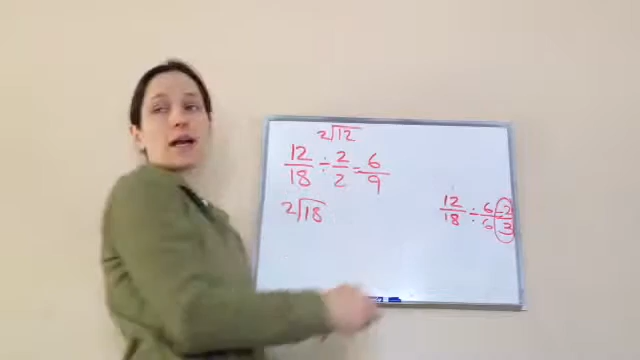 2√12
12/18 ÷ 2/2 = 6/9
2√18
12/18 ÷ 6/6 = 2/3